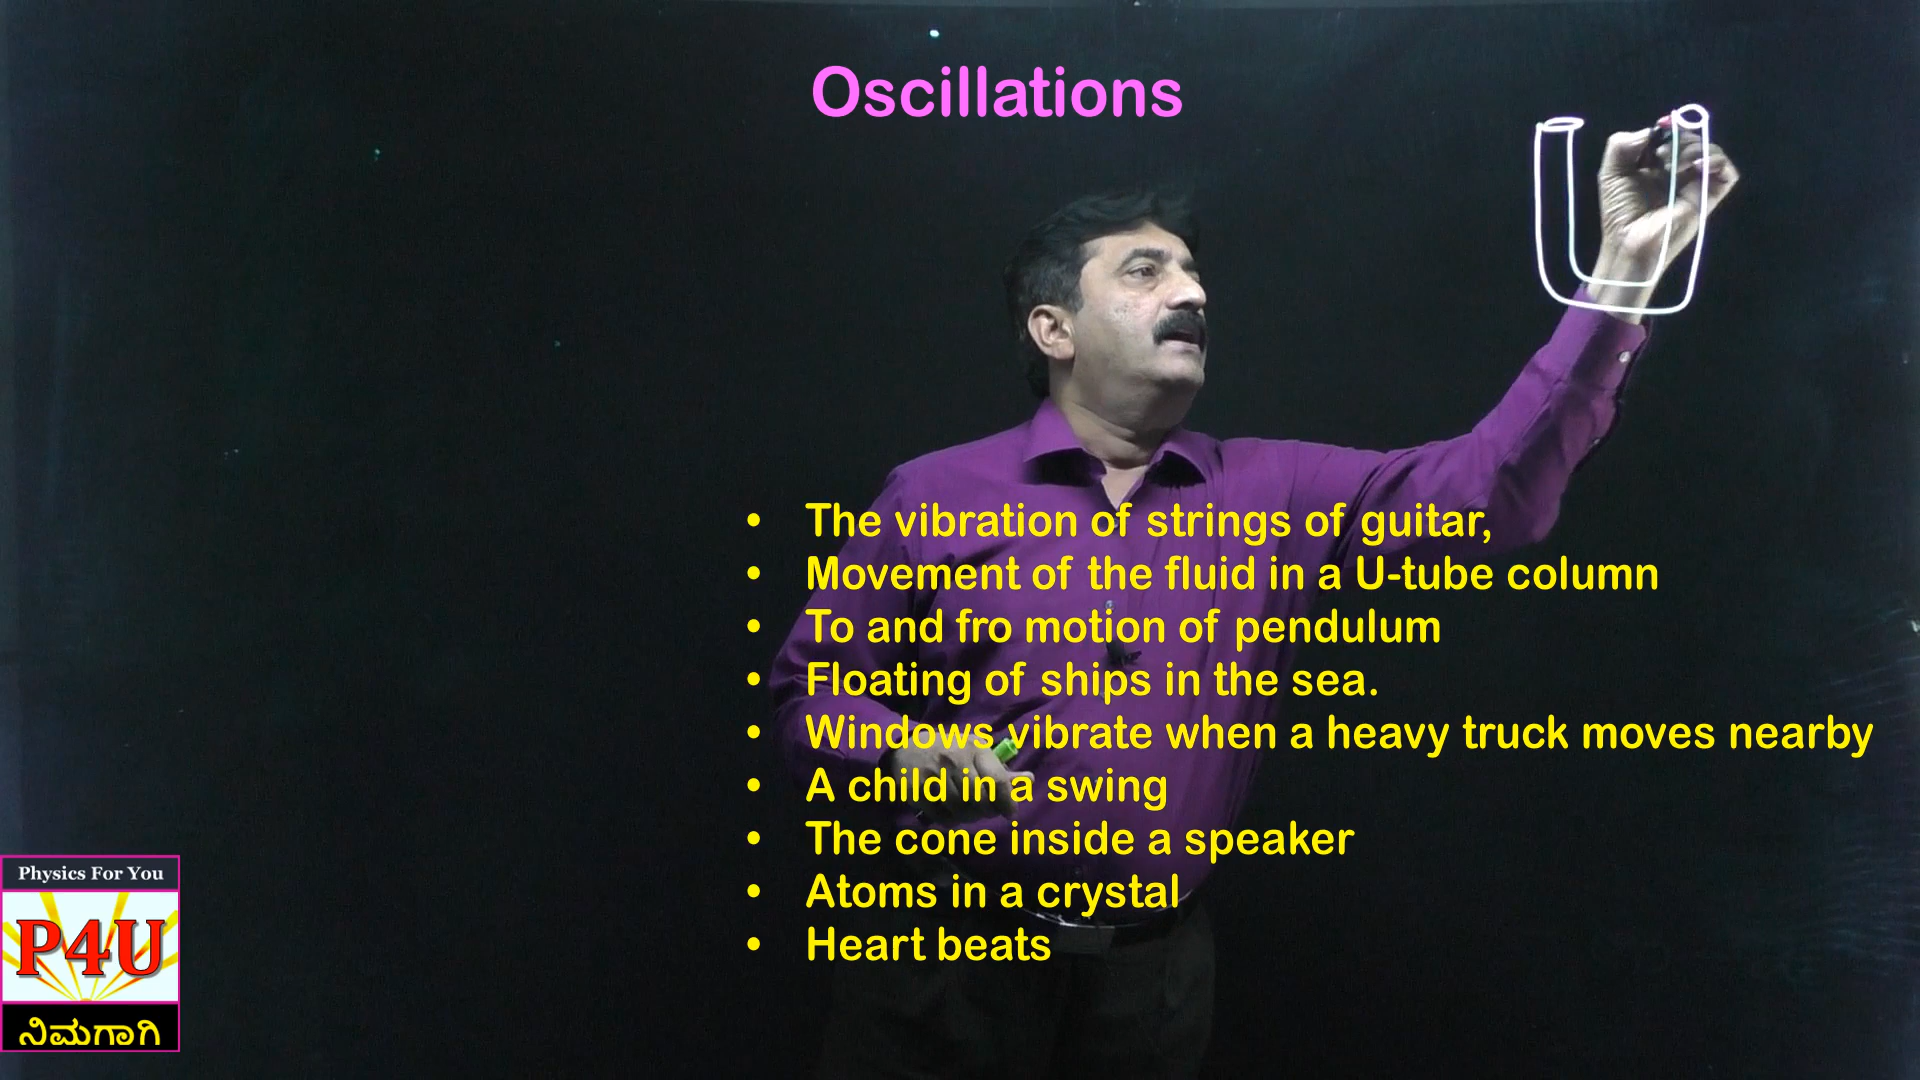 Oscillations
• The vibration of strings of guitar,
• Movement of the fluid in a U-tube column
• To and fro motion of pendulum
• Floating of ships in the sea.
• Windows vibrate when a heavy truck moves nearby
• A child in a swing
• The cone inside a speaker
• Atoms in a crystal
• Heart beats
Physics For You
P4U
ನಿಮಗಾಗಿ